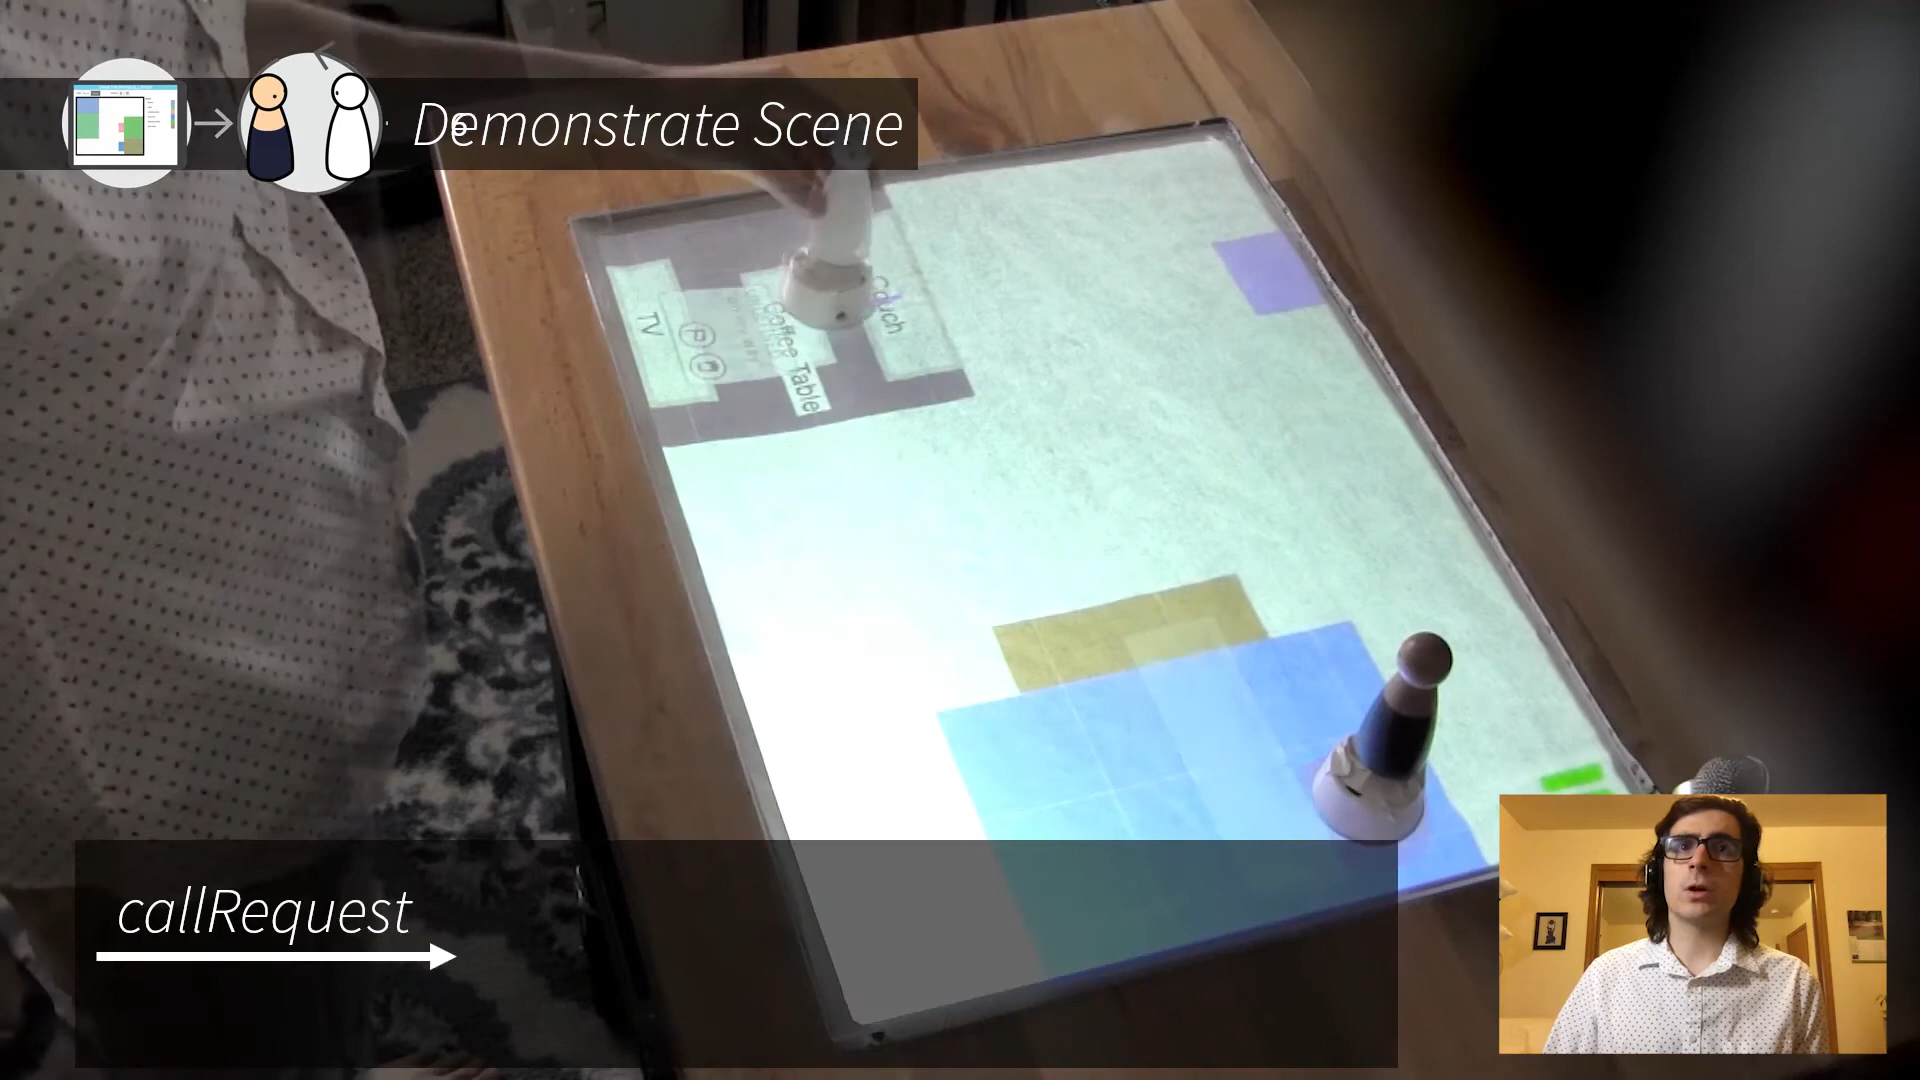 Demonstrate Scene
TV
Coffee Table
Couch
callRequest